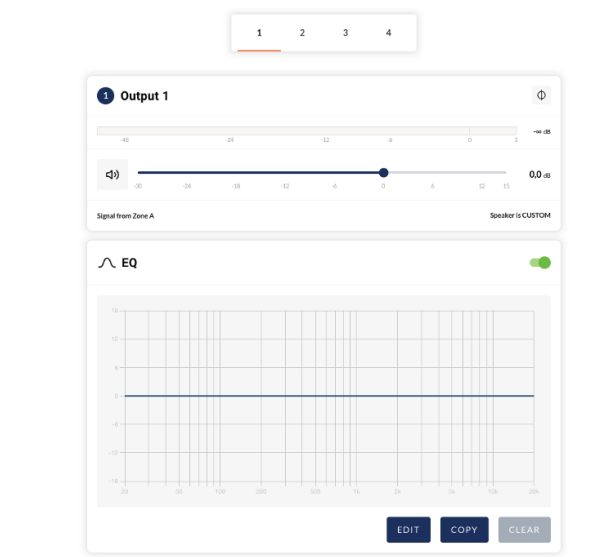 1 2 3 4
1 Output 1
-∞ dB
-48 -24 -12 -6 0 3
0,0 dB
-30 -24 -18 -12 -6 0 6 12 15
Signal from Zone A Speaker is CUSTOM
EQ
18
12
6
0
-6
-12
-18
20 50 100 200 500 1k 2k 5k 10k 20k
EDIT COPY CLEAR